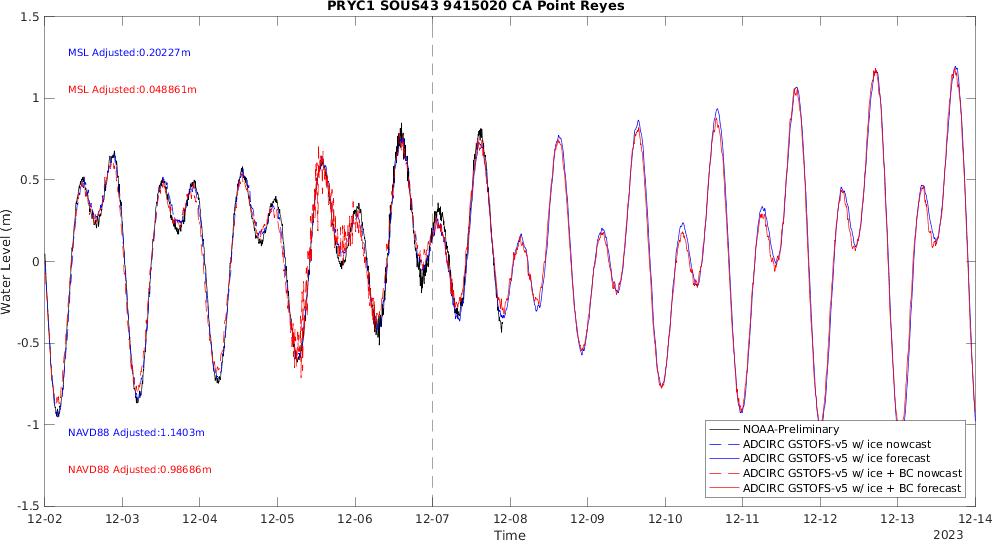 PRYC1 SOUS43 9415020 CA Point Reyes
1.5
1
0.5
0
-0.5
-1
-1.5
Water Level (m)
MSL Adjusted:0.20227m
MSL Adjusted:0.048861m
NAVD88 Adjusted:1.1403m
NAVD88 Adjusted:0.98686m
NOAA-Preliminary
ADCIRC GSTOFS-v5 w/ ice nowcast
ADCIRC GSTOFS-v5 w/ ice forecast
ADCIRC GSTOFS-v5 w/ ice + BC nowcast
ADCIRC GSTOFS-v5 w/ ice + BC forecast
12-02 12-03 12-04 12-05 12-06 12-07 12-08 12-09 12-10 12-11 12-12 12-13 12-14
Time
2023